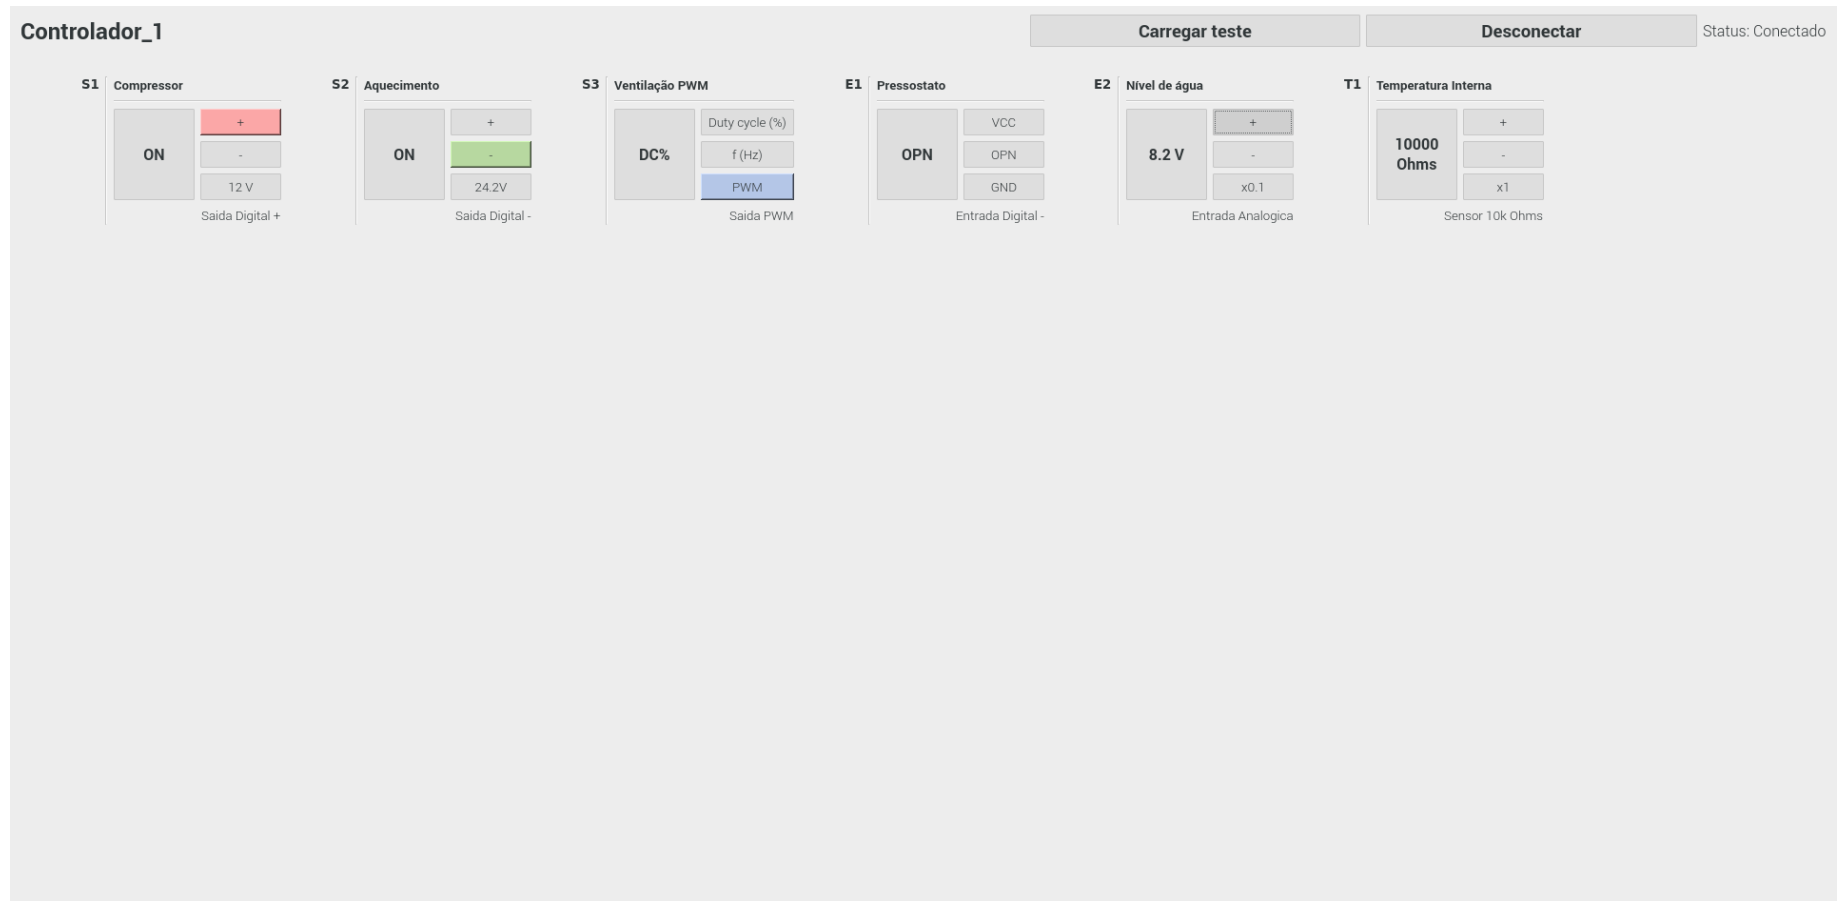 Controlador_1
Carregar teste
Desconectar
Status: Conectado
S1 Compressor
ON
+
-
12 V
Saida Digital +
S2 Aquecimento
ON
+
-
24.2V
Saida Digital -
S3 Ventilação PWM
DC%
Duty cycle (%)
f (Hz)
PWM
Saida PWM
E1 Pressostato
OPN
VCC
OPN
GND
Entrada Digital -
E2 Nível de água
8.2 V
+
-
x0.1
Entrada Analogica
T1 Temperatura Interna
10000
Ohms
+
-
x1
Sensor 10k Ohms